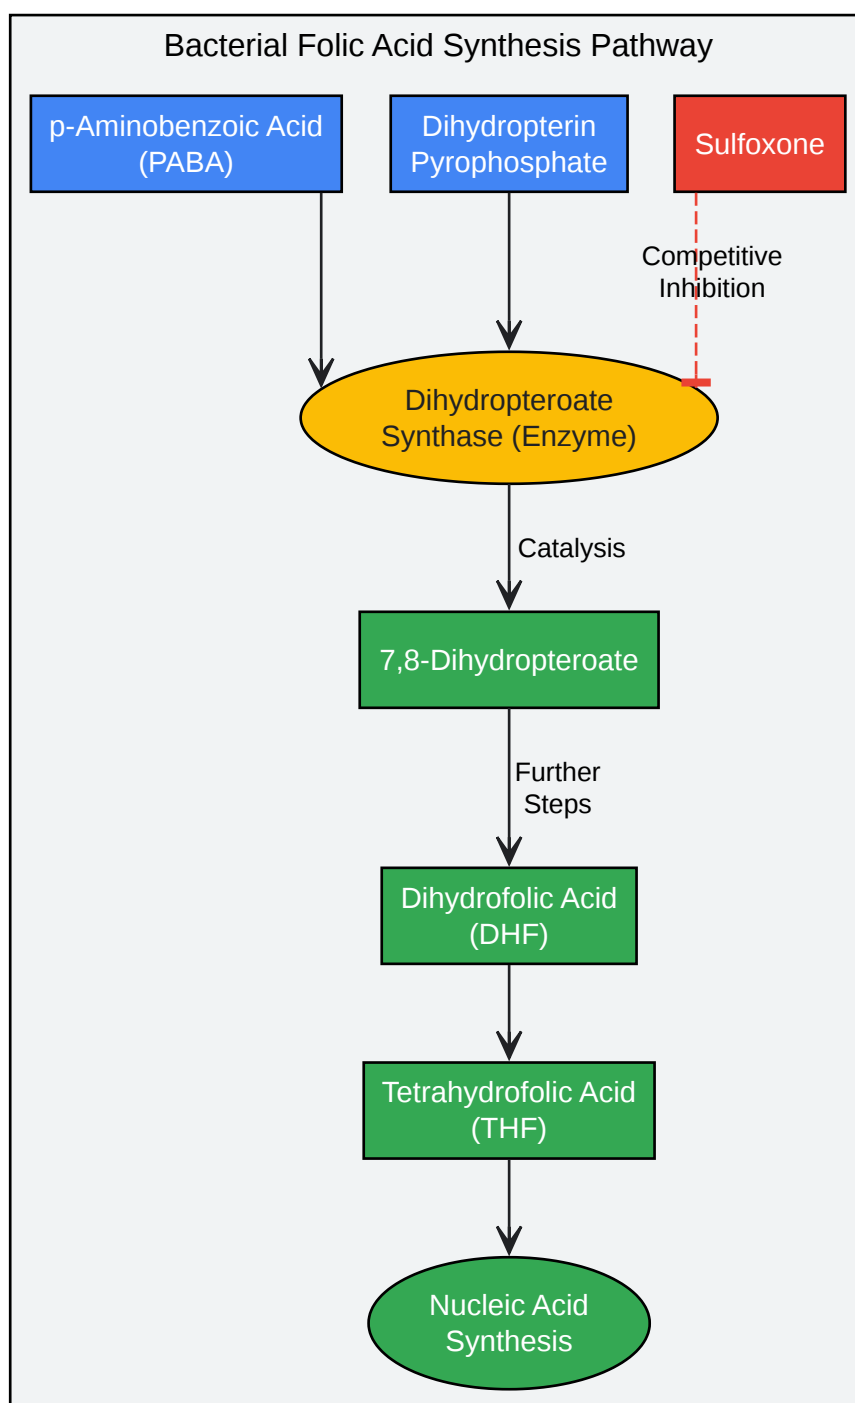 Bacterial Folic Acid Synthesis Pathway
p-Aminobenzoic Acid
(PABA)
Dihydropterin
Pyrophosphate
Sulfoxone
Competitive
Inhibition
Dihydropteroate
Synthase (Enzyme)
Catalysis
7,8-Dihydropteroate
Further
Steps
Dihydrofolic Acid
(DHF)
Tetrahydrofolic Acid
(THF)
Nucleic Acid
Synthesis